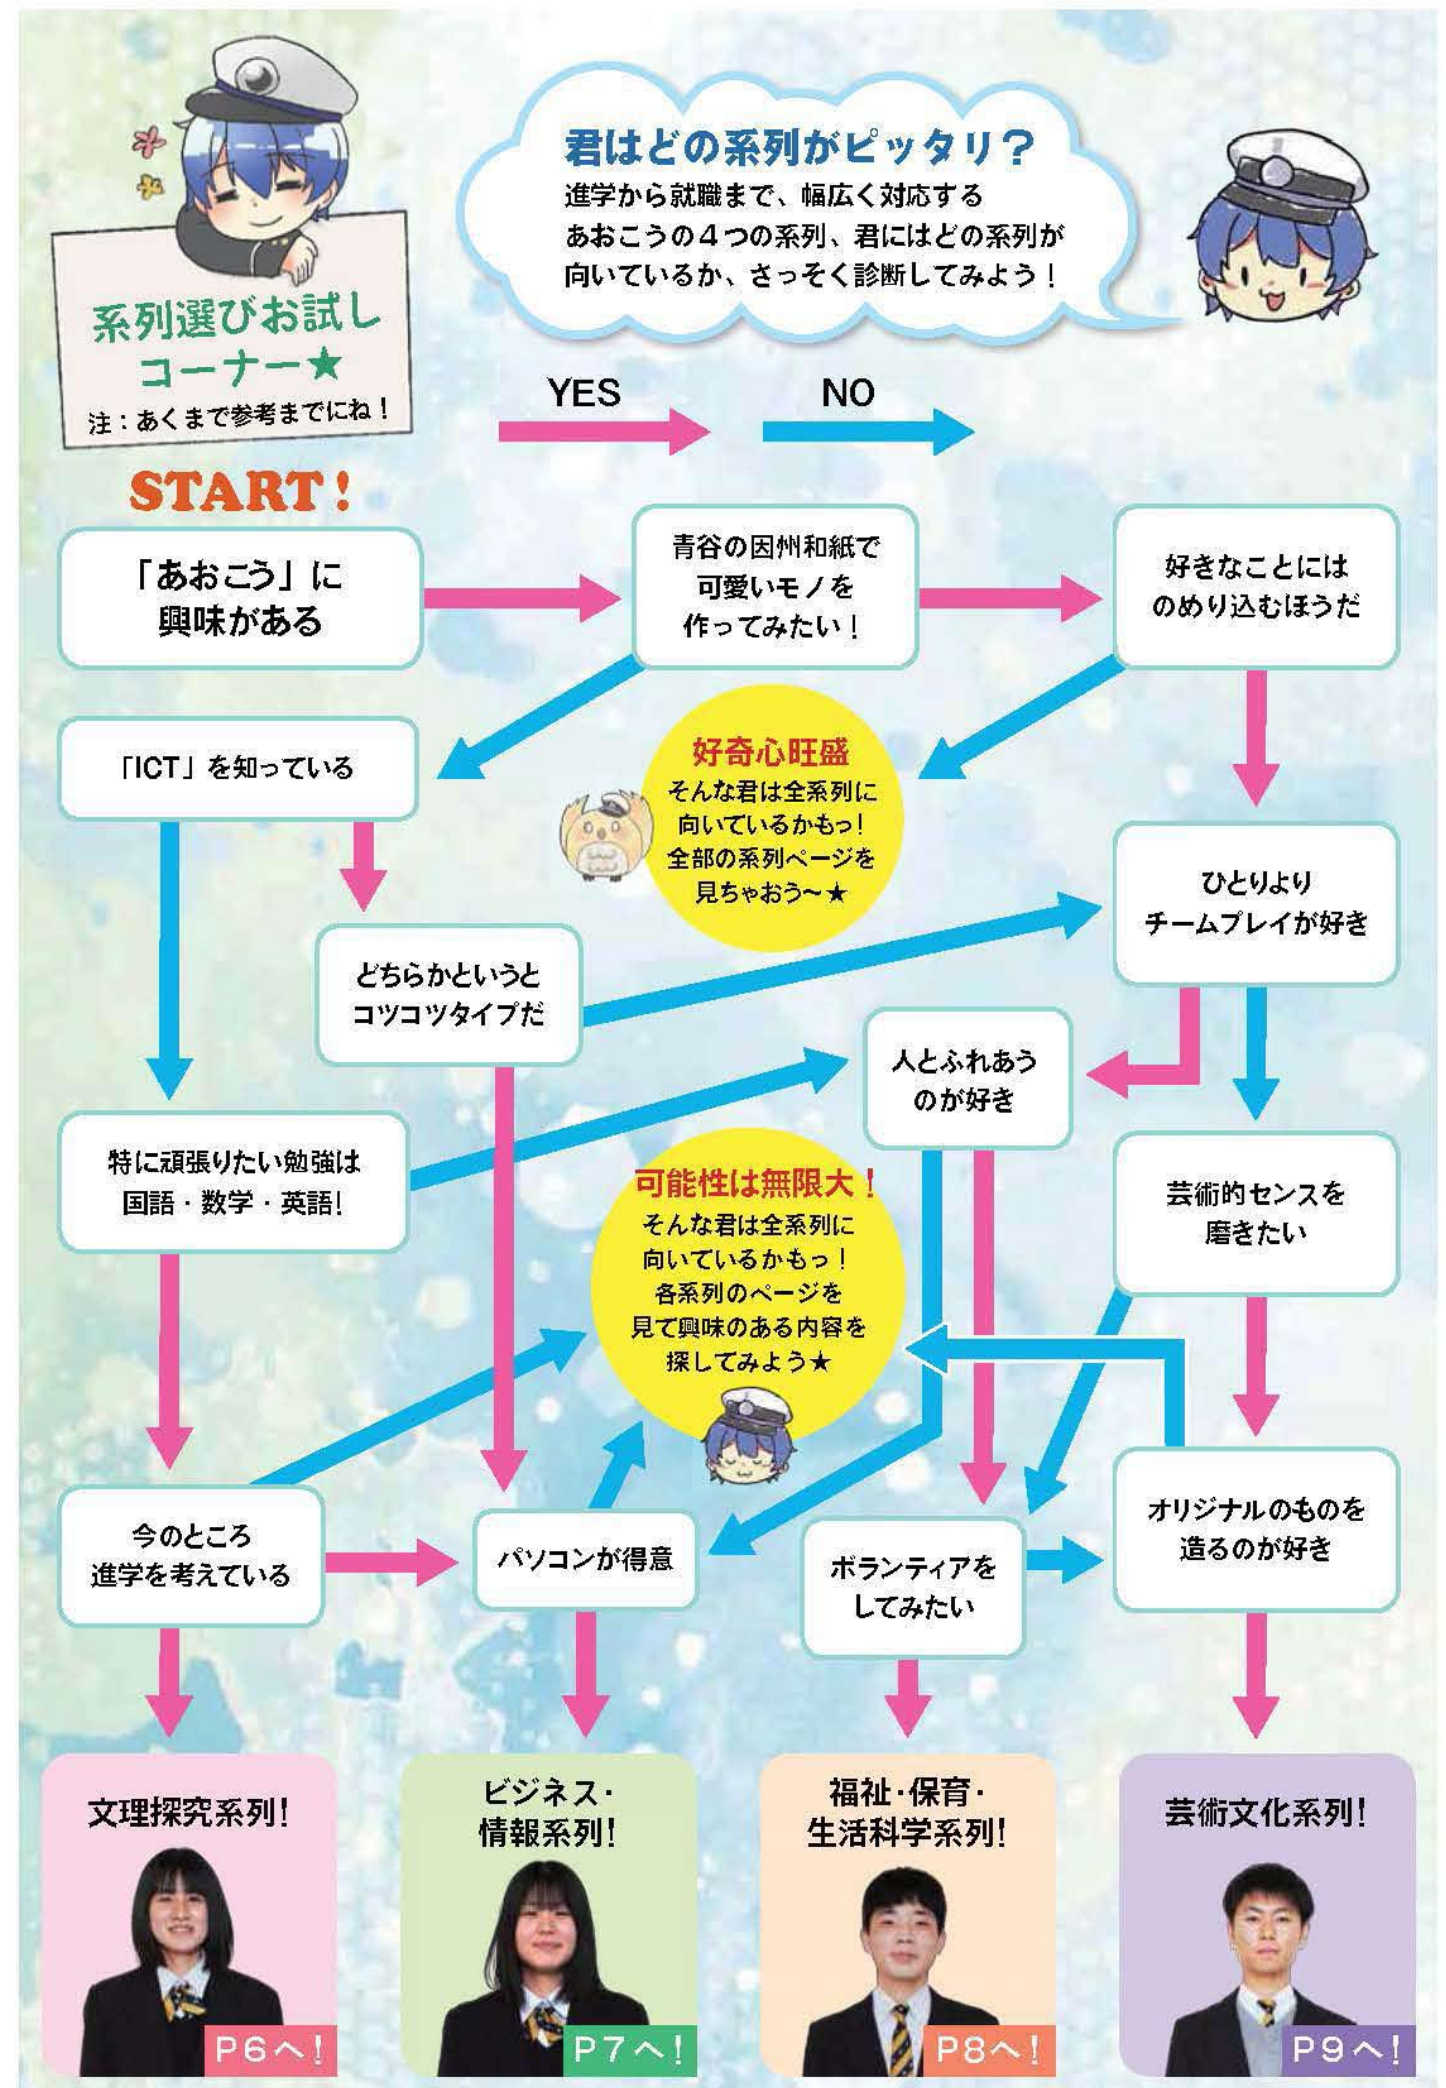 君はどの系列がピッタリ？
進学から就職まで、幅広く対応する
あおこうの４つの系列、君にはどの系列が
向いているか、さっそく診断してみよう！
系列選びお試し
コーナー★
注：あくまで参考までにね！
YES
NO
START！
「あおこう」に
興味がある
青谷の因州和紙で
可愛いモノを
作ってみたい！
好きなことには
のめり込むほうだ
「ICT」を知っている
好奇心旺盛
そんな君は全系列に
向いているかもっ！
全部の系列ページを
見ちゃおう〜★
ひとりより
チームプレイが好き
どちらかというと
コツコツタイプだ
人とふれあう
のが好き
特に頑張りたい勉強は
国語・数学・英語！
可能性は無限大！
そんな君は全系列に
向いているかもっ！
各系列のページを
見て興味のある内容を
探してみよう★
芸術的センスを
磨きたい
今のところ
進学を考えている
パソコンが得意
ボランティアを
してみたい
オリジナルのものを
造るのが好き
文理探究系列！
P6へ！
ビジネス・
情報系列！
P7へ！
福祉・保育・
生活科学系列！
P8へ！
芸術文化系列！
P9へ！